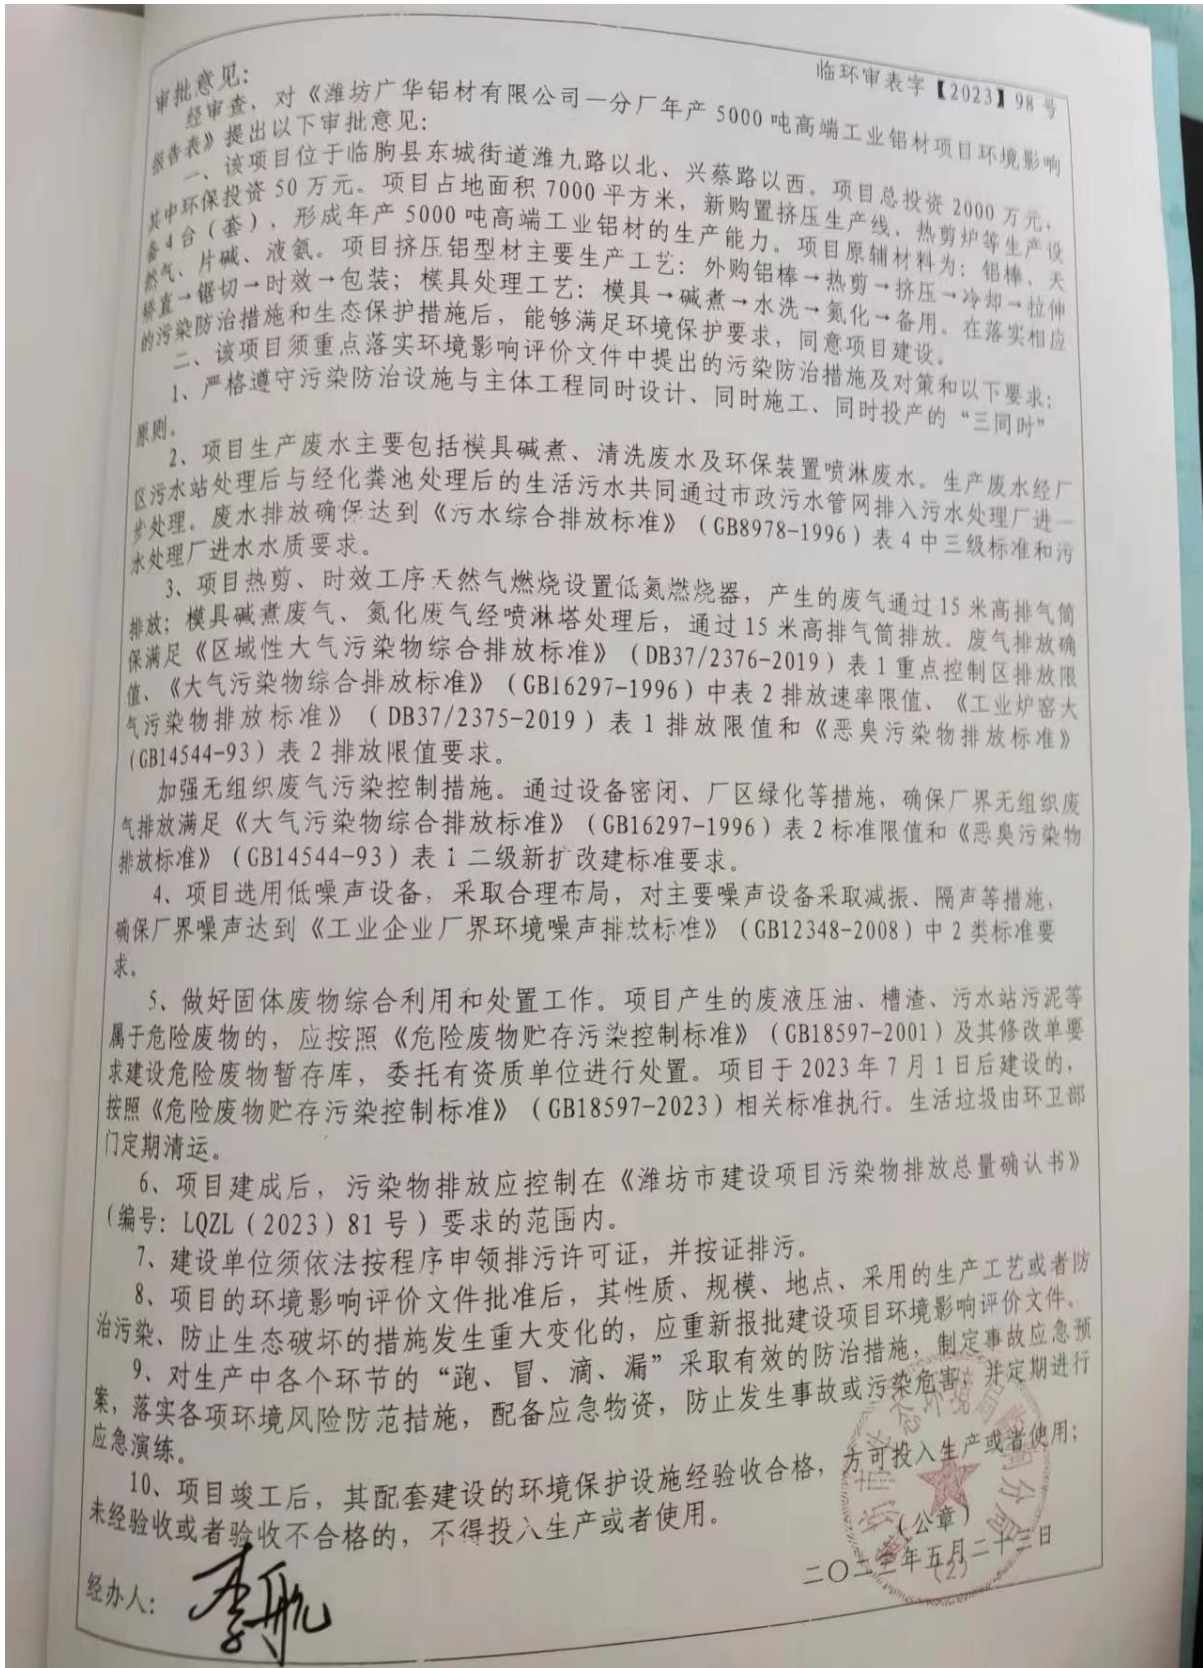 临环审表字【2023】98 号
审批意见：
经审查，对《潍坊广华铝材有限公司一分厂年产 5000 吨高端工业铝材项目环境影响
报告表》提出以下审批意见：
一、该项目位于临朐县东城街道潍九路以北、兴蔡路以西。项目总投资 2000 万元，
其中环保投资 50 万元。项目占地面积 7000 平方米，新购置挤压生产线、热剪炉等生产设
备 4 台（套），形成年产 5000 吨高端工业铝材的生产能力。项目原辅材料为：铝棒、天
然气、片碱、液氨。项目挤压铝型材主要生产工艺：外购铝棒→热剪→挤压→冷却→拉伸
矫直→锯切→时效→包装；模具处理工艺：模具→碱煮→水洗→氮化→备用。在落实相应
的污染防治措施和生态保护措施后，能够满足环境保护要求，同意项目建设。
二、该项目须重点落实环境影响评价文件中提出的污染防治措施及对策和以下要求：
1、严格遵守污染防治设施与主体工程同时设计、同时施工、同时投产的“三同时”
原则。
2、项目生产废水主要包括模具碱煮、清洗废水及环保装置喷淋废水。生产废水经厂
区污水站处理后与经化粪池处理后的生活污水共同通过市政污水管网排入污水处理厂进一
步处理。废水排放确保达到《污水综合排放标准》（GB8978-1996）表 4 中三级标准和污
水处理厂进水水质要求。
3、项目热剪、时效工序天然气燃烧设置低氮燃烧器，产生的废气通过 15 米高排气筒
排放；模具碱煮废气、氮化废气经喷淋塔处理后，通过 15 米高排气筒排放。废气排放确
保满足《区域性大气污染物综合排放标准》（DB37/2376-2019）表 1 重点控制区排放限
值、《大气污染物综合排放标准》（GB16297-1996）中表 2 排放速率限值、《工业炉窑大
气污染物排放标准》（DB37/2375-2019）表 1 排放限值和《恶臭污染物排放标准》
（GB14544-93）表 2 排放限值要求。
加强无组织废气污染控制措施。通过设备密闭、厂区绿化等措施，确保厂界无组织废
气排放满足《大气污染物综合排放标准》（GB16297-1996）表 2 标准限值和《恶臭污染物
排放标准》（GB14544-93）表 1 二级新扩改建标准要求。
4、项目选用低噪声设备，采取合理布局，对主要噪声设备采取减振、隔声等措施，
确保厂界噪声达到《工业企业厂界环境噪声排放标准》（GB12348-2008）中 2 类标准要
求。
5、做好固体废物综合利用和处置工作。项目产生的废液压油、槽渣、污水站污泥等
属于危险废物的，应按照《危险废物贮存污染控制标准》（GB18597-2001）及其修改单要
求建设危险废物暂存库，委托有资质单位进行处置。项目于 2023 年 7 月 1 日后建设的，
按照《危险废物贮存污染控制标准》（GB18597-2023）相关标准执行。生活垃圾由环卫部
门定期清运。
6、项目建成后，污染物排放应控制在《潍坊市建设项目污染物排放总量确认书》
（编号：LQZL（2023）81 号）要求的范围内。
7、建设单位须依法按程序申领排污许可证，并按证排污。
8、项目的环境影响评价文件批准后，其性质、规模、地点、采用的生产工艺或者防
治污染、防止生态破坏的措施发生重大变化的，应重新报批建设项目环境影响评价文件。
9、对生产中各个环节的“跑、冒、滴、漏”采取有效的防治措施，制定事故应急预
案，落实各项环境风险防范措施，配备应急物资，防止发生事故或污染危害，并定期进行
应急演练。
10、项目竣工后，其配套建设的环境保护设施经验收合格，方可投入生产或者使用；
未经验收或者验收不合格的，不得投入生产或者使用。
（公章）
二〇二三年五月二十三日
经办人：李航
潍坊市生态环境局临朐分局
（2）